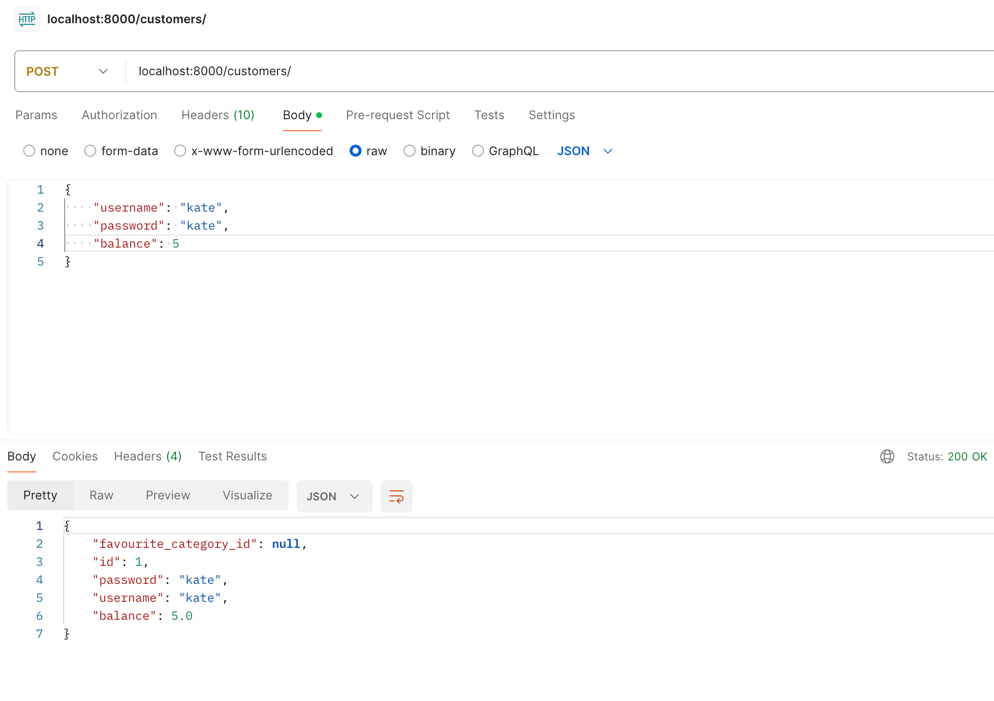 HTTP localhost:8000/customers/
POST localhost:8000/customers/
Params Authorization Headers (10) Body Pre-request Script Tests Settings
none form-data x-www-form-urlencoded raw binary GraphQL JSON
1 {
2 ····"username":·"kate",
3 ····"password":·"kate",
4 ····"balance":·5
5 }
Body Cookies Headers (4) Test Results Status: 200 OK
Pretty Raw Preview Visualize JSON
1 {
2 "favourite_category_id": null,
3 "id": 1,
4 "password": "kate",
5 "username": "kate",
6 "balance": 5.0
7 }